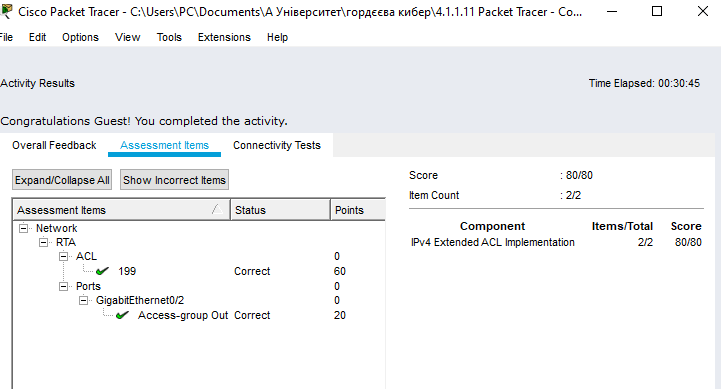 Cisco Packet Tracer - C:\Users\PC\Documents\А Університет\гордєєва кибер\4.1.1.11 Packet Tracer - Co...
File Edit Options View Tools Extensions Help
Activity Results Time Elapsed: 00:30:45
Congratulations Guest! You completed the activity.
Overall Feedback Assessment Items Connectivity Tests
Expand/Collapse All Show Incorrect Items
Score : 80/80
Item Count : 2/2
Assessment Items Status Points
Component Items/Total Score
Network
IPv4 Extended ACL Implementation 2/2 80/80
RTA
ACL 0
199 Correct 60
Ports 0
GigabitEthernet0/2 0
Access-group Out Correct 20